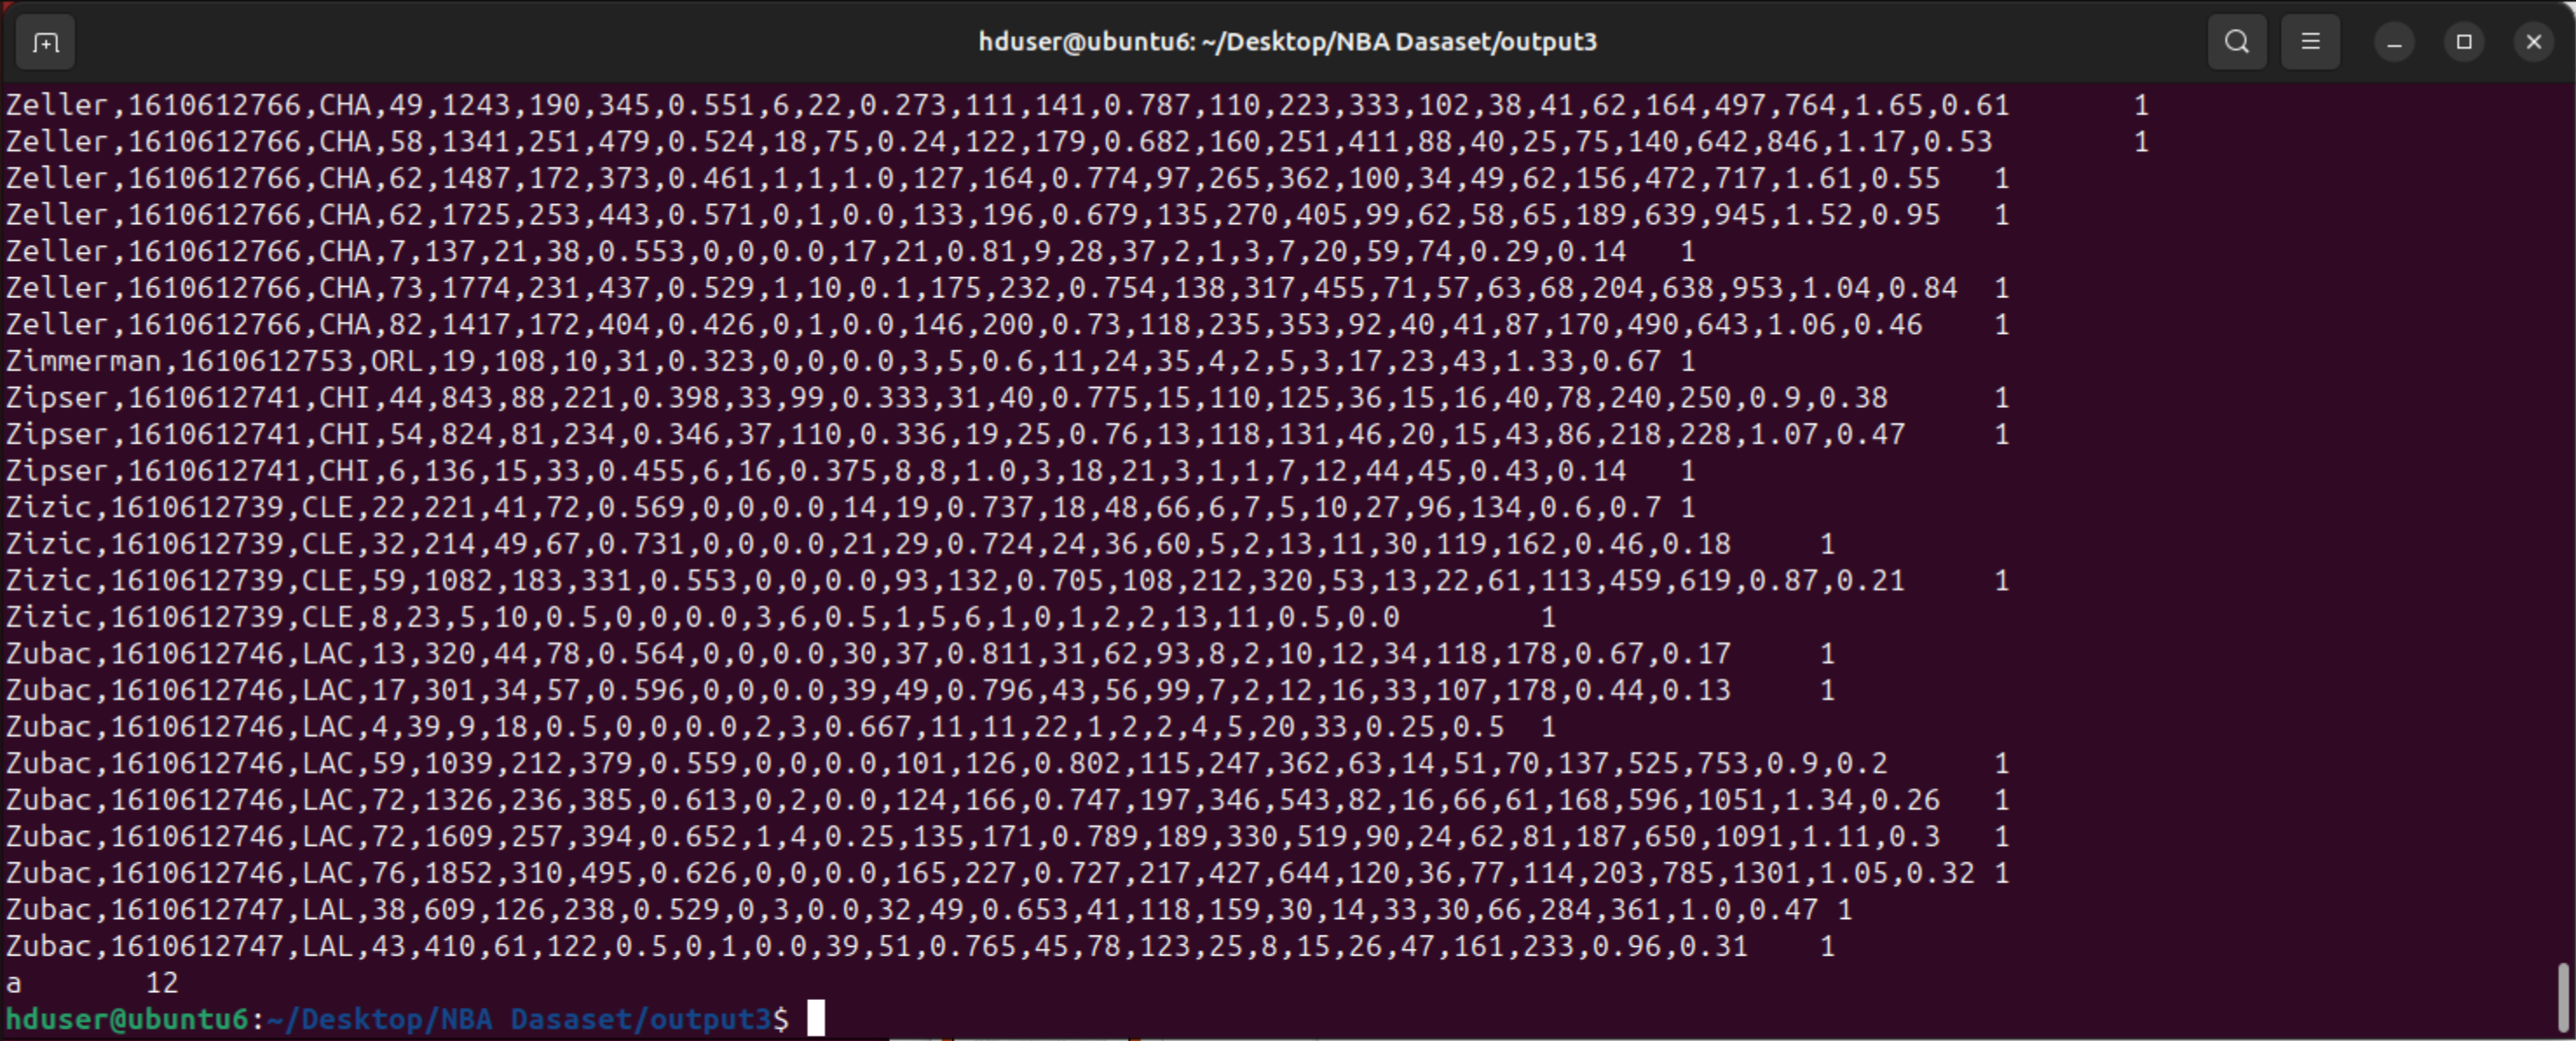 hduser@ubuntu6: ~/Desktop/NBA Dasaset/output3
Zeller,1610612766,CHA,49,1243,190,345,0.551,6,22,0.273,111,141,0.787,110,223,333,102,38,41,62,164,497,764,1.65,0.61 1
Zeller,1610612766,CHA,58,1341,251,479,0.524,18,75,0.24,122,179,0.682,160,251,411,88,40,25,75,140,642,846,1.17,0.53 1
Zeller,1610612766,CHA,62,1487,172,373,0.461,1,1,1.0,127,164,0.774,97,265,362,100,34,49,62,156,472,717,1.61,0.55 1
Zeller,1610612766,CHA,62,1725,253,443,0.571,0,1,0.0,133,196,0.679,135,270,405,99,62,58,65,189,639,945,1.52,0.95 1
Zeller,1610612766,CHA,7,137,21,38,0.553,0,0,0.0,17,21,0.81,9,28,37,2,1,3,7,20,59,74,0.29,0.14 1
Zeller,1610612766,CHA,73,1774,231,437,0.529,1,10,0.1,175,232,0.754,138,317,455,71,57,63,68,204,638,953,1.04,0.84 1
Zeller,1610612766,CHA,82,1417,172,404,0.426,0,1,0.0,146,200,0.73,118,235,353,92,40,41,87,170,490,643,1.06,0.46 1
Zimmerman,1610612753,ORL,19,108,10,31,0.323,0,0,0.0,3,5,0.6,11,24,35,4,2,5,3,17,23,43,1.33,0.67 1
Zipser,1610612741,CHI,44,843,88,221,0.398,33,99,0.333,31,40,0.775,15,110,125,36,15,16,40,78,240,250,0.9,0.38 1
Zipser,1610612741,CHI,54,824,81,234,0.346,37,110,0.336,19,25,0.76,13,118,131,46,20,15,43,86,218,228,1.07,0.47 1
Zipser,1610612741,CHI,6,136,15,33,0.455,6,16,0.375,8,8,1.0,3,18,21,3,1,1,7,12,44,45,0.43,0.14 1
Zizic,1610612739,CLE,22,221,41,72,0.569,0,0,0.0,14,19,0.737,18,48,66,6,7,5,10,27,96,134,0.6,0.7 1
Zizic,1610612739,CLE,32,214,49,67,0.731,0,0,0.0,21,29,0.724,24,36,60,5,2,13,11,30,119,162,0.46,0.18 1
Zizic,1610612739,CLE,59,1082,183,331,0.553,0,0,0.0,93,132,0.705,108,212,320,53,13,22,61,113,459,619,0.87,0.21 1
Zizic,1610612739,CLE,8,23,5,10,0.5,0,0,0.0,3,6,0.5,1,5,6,1,0,1,2,2,13,11,0.5,0.0 1
Zubac,1610612746,LAC,13,320,44,78,0.564,0,0,0.0,30,37,0.811,31,62,93,8,2,10,12,34,118,178,0.67,0.17 1
Zubac,1610612746,LAC,17,301,34,57,0.596,0,0,0.0,39,49,0.796,43,56,99,7,2,12,16,33,107,178,0.44,0.13 1
Zubac,1610612746,LAC,4,39,9,18,0.5,0,0,0.0,2,3,0.667,11,11,22,1,2,2,4,5,20,33,0.25,0.5 1
Zubac,1610612746,LAC,59,1039,212,379,0.559,0,0,0.0,101,126,0.802,115,247,362,63,14,51,70,137,525,753,0.9,0.2 1
Zubac,1610612746,LAC,72,1326,236,385,0.613,0,2,0.0,124,166,0.747,197,346,543,82,16,66,61,168,596,1051,1.34,0.26 1
Zubac,1610612746,LAC,72,1609,257,394,0.652,1,4,0.25,135,171,0.789,189,330,519,90,24,62,81,187,650,1091,1.11,0.3 1
Zubac,1610612746,LAC,76,1852,310,495,0.626,0,0,0.0,165,227,0.727,217,427,644,120,36,77,114,203,785,1301,1.05,0.32 1
Zubac,1610612747,LAL,38,609,126,238,0.529,0,3,0.0,32,49,0.653,41,118,159,30,14,33,30,66,284,361,1.0,0.47 1
Zubac,1610612747,LAL,43,410,61,122,0.5,0,1,0.0,39,51,0.765,45,78,123,25,8,15,26,47,161,233,0.96,0.31 1
a 12
hduser@ubuntu6:~/Desktop/NBA Dasaset/output3$